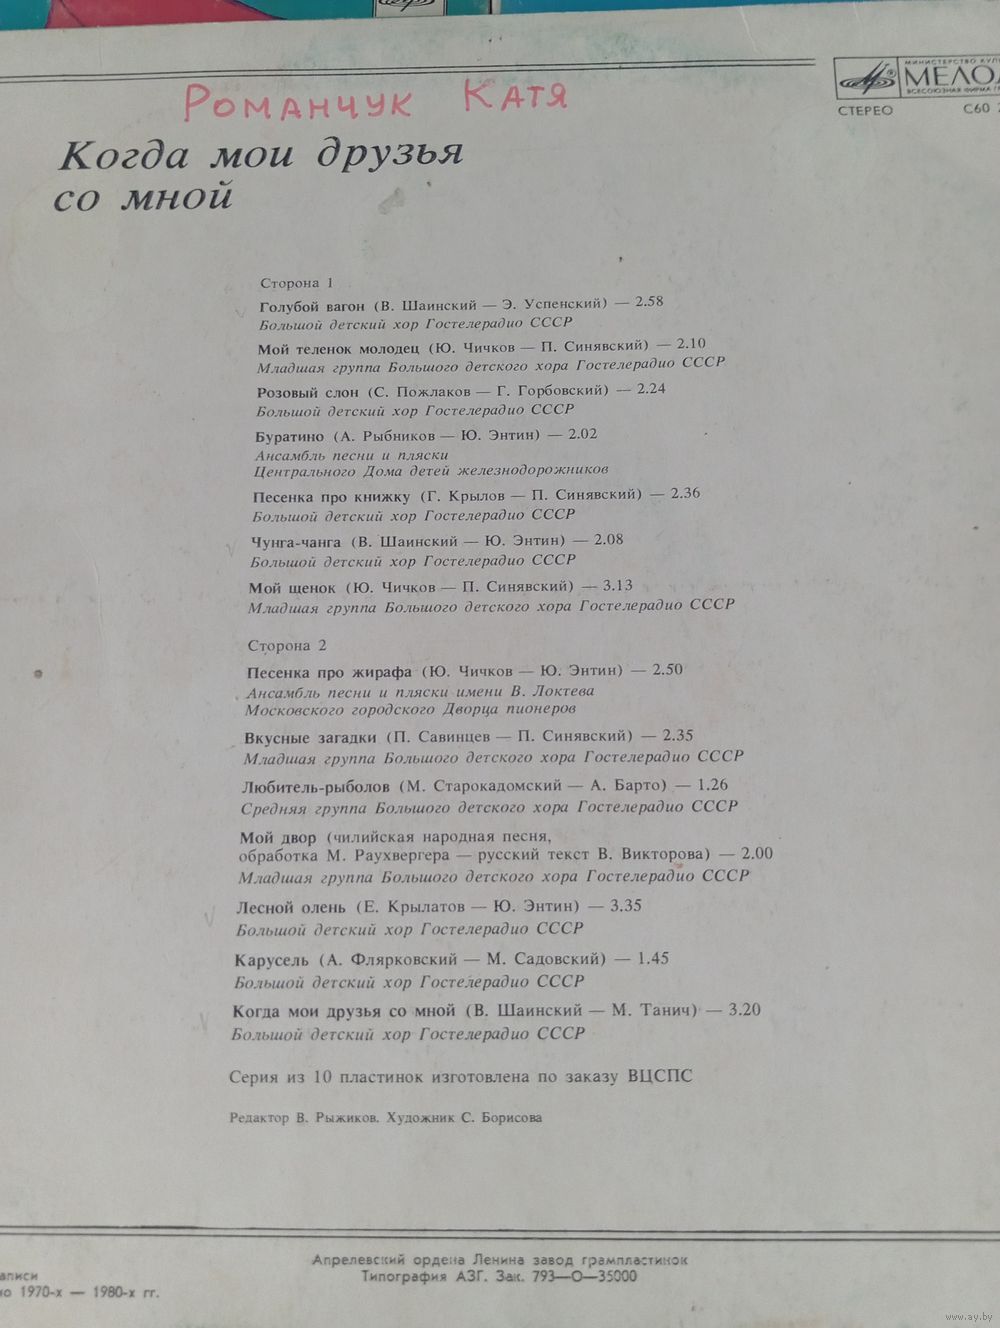 МИНИСТЕРСТВО
МЕЛОД
ВСЕСОЮЗНАЯ ФИРМА
СТЕРЕО С60
РОМАНЧУК КАТЯ
Когда мои друзья
со мной
Сторона 1
Голубой вагон (В. Шаинский — Э. Успенский) — 2.58
Большой детский хор Гостелерадио СССР
Мой теленок молодец (Ю. Чичков — П. Синявский) — 2.10
Младшая группа Большого детского хора Гостелерадио СССР
Розовый слон (С. Пожлаков — Г. Горбовский) — 2.24
Большой детский хор Гостелерадио СССР
Буратино (А. Рыбников — Ю. Энтин) — 2.02
Ансамбль песни и пляски
Центрального Дома детей железнодорожников
Песенка про книжку (Г. Крылов — П. Синявский) — 2.36
Большой детский хор Гостелерадио СССР
Чунга-чанга (В. Шаинский — Ю. Энтин) — 2.08
Большой детский хор Гостелерадио СССР
Мой щенок (Ю. Чичков — П. Синявский) — 3.13
Младшая группа Большого детского хора Гостелерадио СССР
Сторона 2
Песенка про жирафа (Ю. Чичков — Ю. Энтин) — 2.50
Ансамбль песни и пляски имени В. Локтева
Московского городского Дворца пионеров
Вкусные загадки (П. Савинцев — П. Синявский) — 2.35
Младшая группа Большого детского хора Гостелерадио СССР
Любитель-рыболов (М. Старокадомский — А. Барто) — 1.26
Средняя группа Большого детского хора Гостелерадио СССР
Мой двор (чилийская народная песня,
обработка М. Раухвергера — русский текст В. Викторова) — 2.00
Младшая группа Большого детского хора Гостелерадио СССР
Лесной олень (Е. Крылатов — Ю. Энтин) — 3.35
Большой детский хор Гостелерадио СССР
Карусель (А. Флярковский — М. Садовский) — 1.45
Большой детский хор Гостелерадио СССР
Когда мои друзья со мной (В. Шаинский — М. Танич) — 3.20
Большой детский хор Гостелерадио СССР
Серия из 10 пластинок изготовлена по заказу ВЦСПС
Редактор В. Рыжиков. Художник С. Борисова
Апрелевский ордена Ленина завод грампластинок
Типография АЗГ. Зак. 793—О—35000
аписи
но 1970-х — 1980-х гг.
www.ay.by